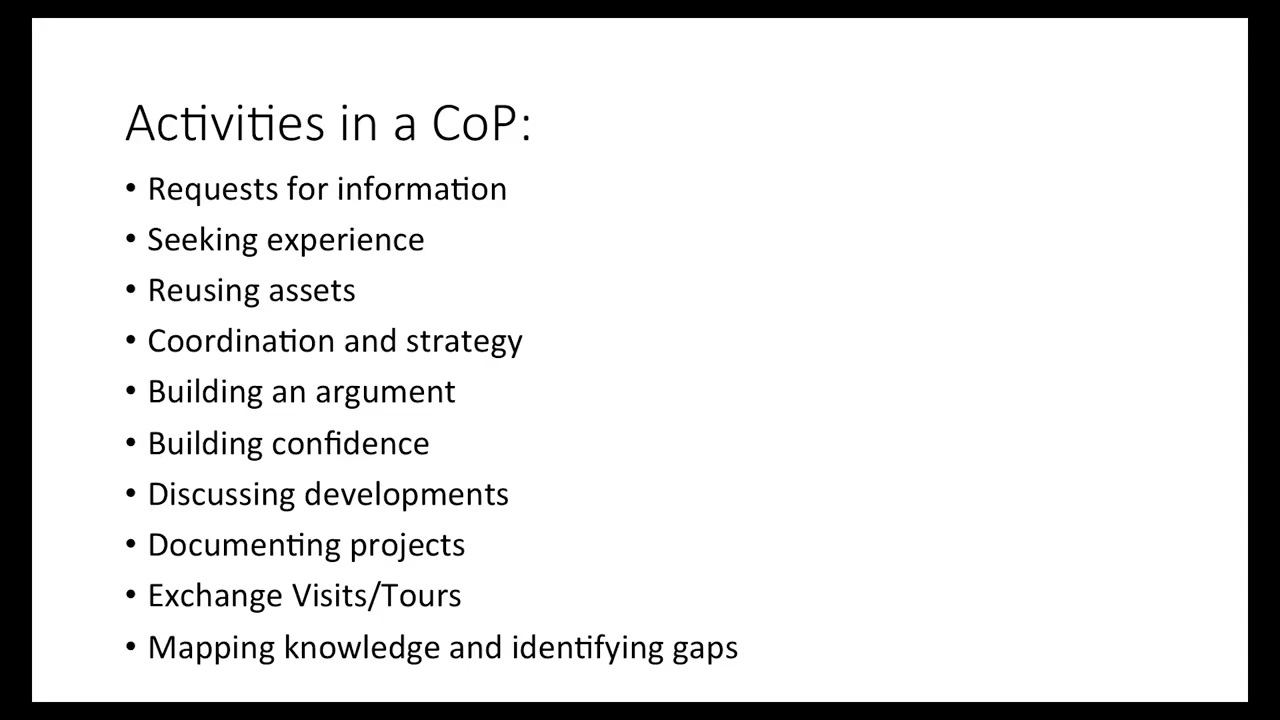 Activities in a CoP:
• Requests for information
• Seeking experience
• Reusing assets
• Coordination and strategy
• Building an argument
• Building confidence
• Discussing developments
• Documenting projects
• Exchange Visits/Tours
• Mapping knowledge and identifying gaps